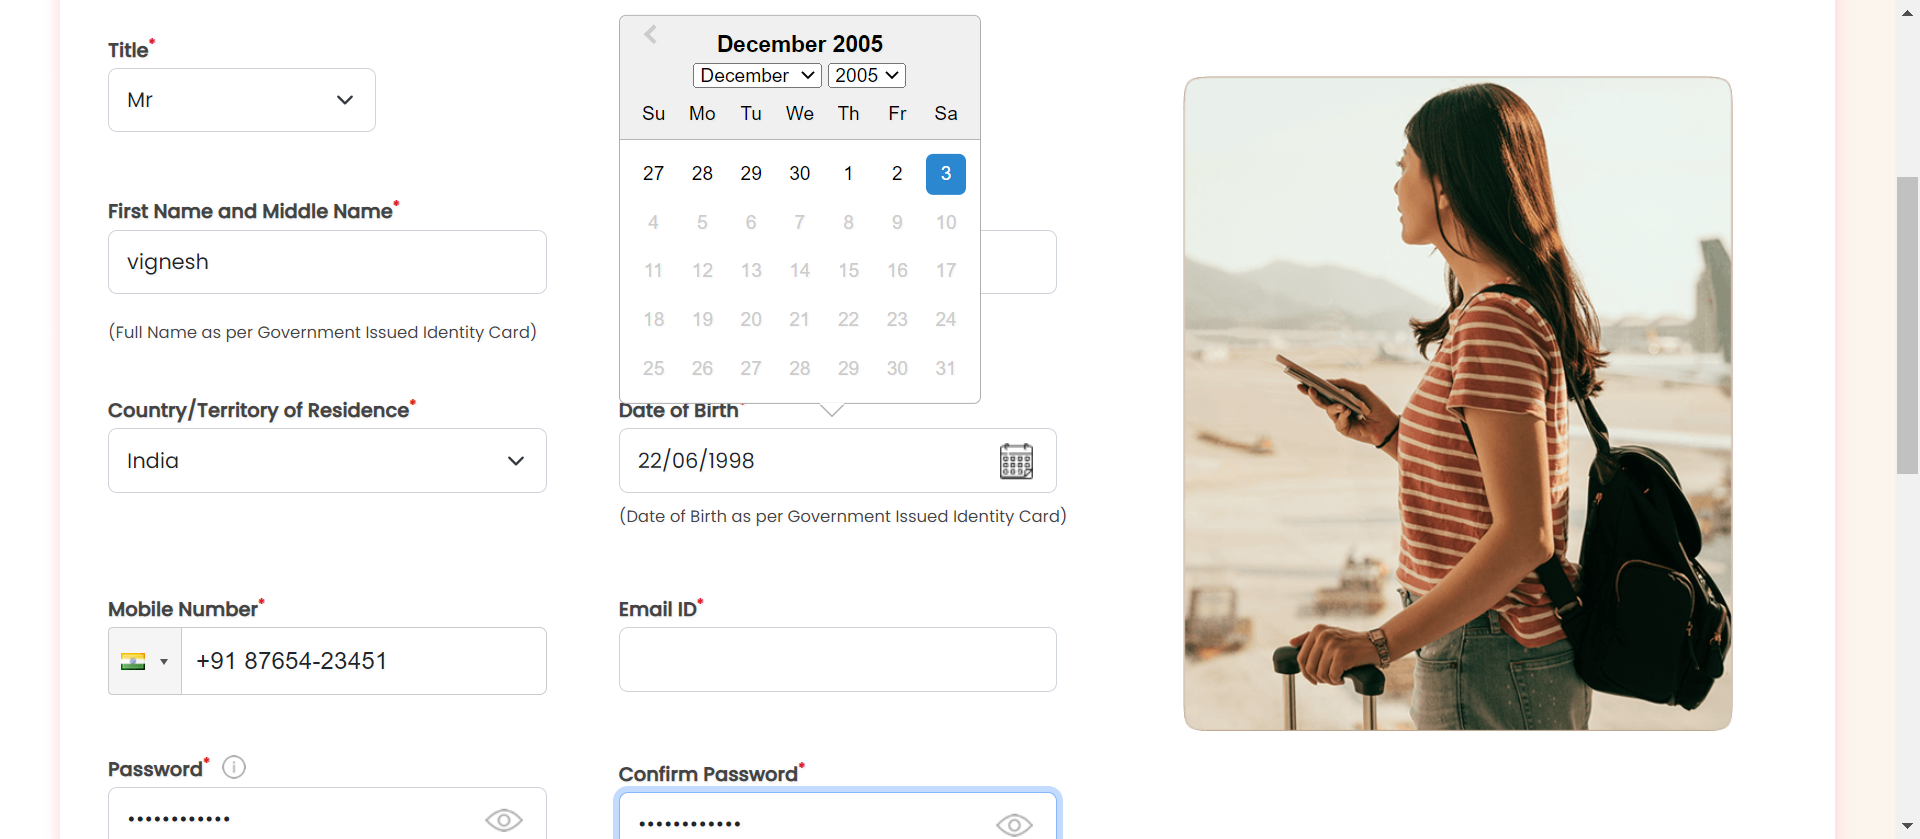 Title*
Mr
First Name and Middle Name*
vignesh
(Full Name as per Government Issued Identity Card)
December 2005
December 2005
Su Mo Tu We Th Fr Sa
27 28 29 30 1 2 3
4 5 6 7 8 9 10
11 12 13 14 15 16 17
18 19 20 21 22 23 24
25 26 27 28 29 30 31
Country/Territory of Residence*
India
Date of Birth*
22/06/1998
(Date of Birth as per Government Issued Identity Card)
Mobile Number*
+91 87654-23451
Email ID*
Password*
••••••••••••
Confirm Password*
••••••••••••